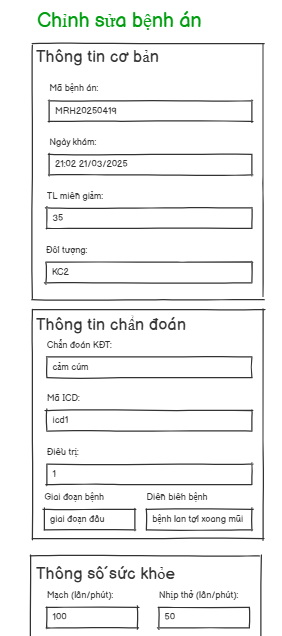 Chỉnh sửa bệnh án
Thông tin cơ bản
Mã bệnh án:
MRH20250419
Ngày khám:
21:02 21/03/2025
TL miễn giảm:
35
Đối tượng:
KC2
Thông tin chẩn đoán
Chẩn đoán KĐT:
cảm cúm
Mã ICD:
icd1
Điều trị:
1
Giai đoạn bệnh Diễn biến bệnh
giai đoạn đầu bệnh lan tới xoang mũi
Thông số sức khỏe
Mạch (lần/phút): Nhịp thở (lần/phút):
100 50